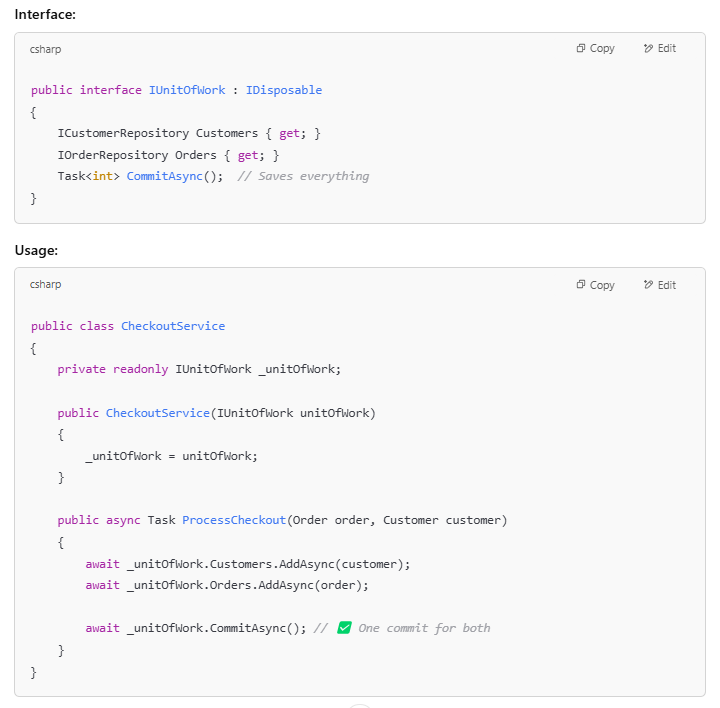 Interface:
csharp
Copy
Edit
public interface IUnitOfWork : IDisposable
{
    ICustomerRepository Customers { get; }
    IOrderRepository Orders { get; }
    Task<int> CommitAsync();  // Saves everything
}
Usage:
csharp
Copy
Edit
public class CheckoutService
{
    private readonly IUnitOfWork _unitOfWork;

    public CheckoutService(IUnitOfWork unitOfWork)
    {
        _unitOfWork = unitOfWork;
    }

    public async Task ProcessCheckout(Order order, Customer customer)
    {
        await _unitOfWork.Customers.AddAsync(customer);
        await _unitOfWork.Orders.AddAsync(order);

        await _unitOfWork.CommitAsync(); // ✅ One commit for both
    }
}